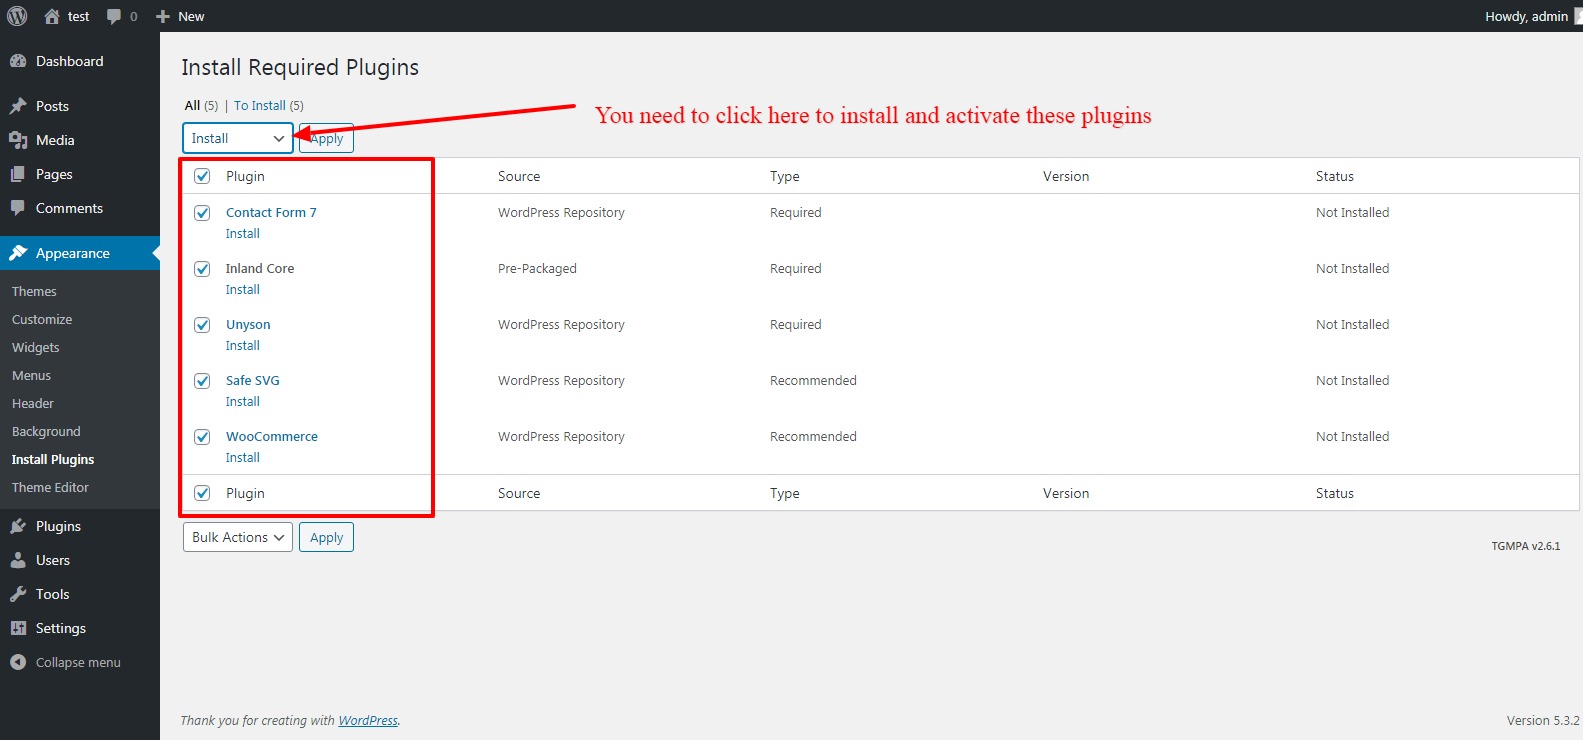 test 0 New Howdy, admin
Dashboard
Posts
Media
Pages
Comments
Appearance
Themes
Customize
Widgets
Menus
Header
Background
Install Plugins
Theme Editor
Plugins
Users
Tools
Settings
Collapse menu
Install Required Plugins
All (5) | To Install (5)
You need to click here to install and activate these plugins
Install Apply
Plugin Source Type Version Status
Contact Form 7 WordPress Repository Required Not Installed
Install
Inland Core Pre-Packaged Required Not Installed
Install
Unyson WordPress Repository Required Not Installed
Install
Safe SVG WordPress Repository Recommended Not Installed
Install
WooCommerce WordPress Repository Recommended Not Installed
Install
Plugin Source Type Version Status
Bulk Actions Apply
TGMPA v2.6.1
Thank you for creating with WordPress. Version 5.3.2